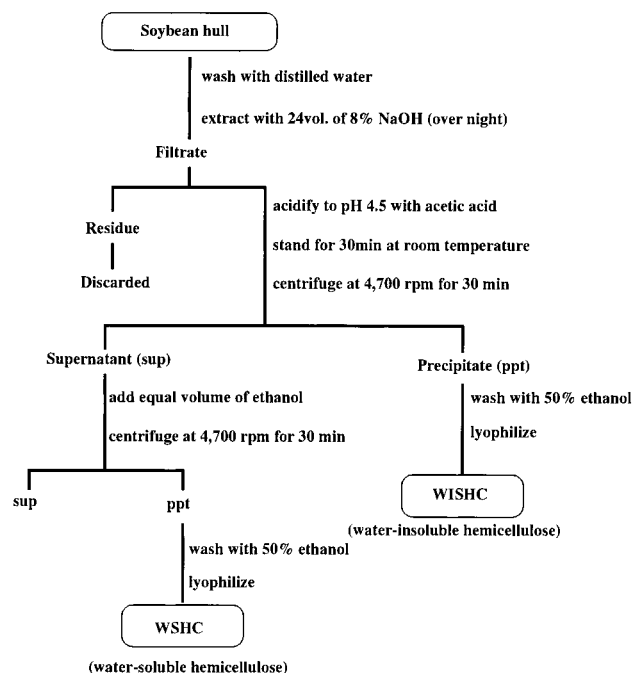 Soybean hull
wash with distilled water
extract with 24vol. of 8% NaOH (over night)
Filtrate
Residue
Discarded
acidify to pH 4.5 with acetic acid
stand for 30min at room temperature
centrifuge at 4,700 rpm for 30 min
Supernatant (sup)
add equal volume of ethanol
centrifuge at 4,700 rpm for 30 min
sup
ppt
wash with 50% ethanol
lyophilize
WSHC
(water-soluble hemicellulose)
Precipitate (ppt)
wash with 50% ethanol
lyophilize
WISHC
(water-insoluble hemicellulose)